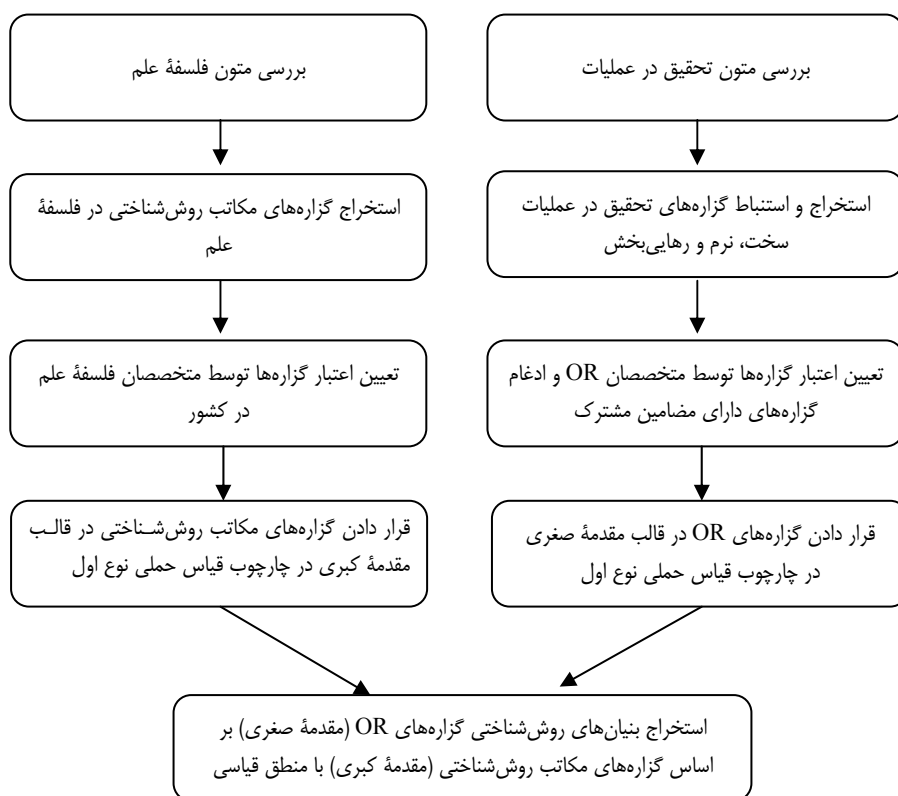 بررسی متون تحقیق در عملیات
بررسی متون فلسفهٔ علم
استخراج و استنباط گزاره‌های تحقیق در عملیات
سخت، نرم و رهایی‌بخش
استخراج گزاره‌های مکاتب روش‌شناختی در فلسفهٔ
علم
تعیین اعتبار گزاره‌ها توسط متخصصان OR و ادغام
گزاره‌های دارای مضامین مشترک
تعیین اعتبار گزاره‌ها توسط متخصصان فلسفهٔ علم
در کشور
قرار دادن گزاره‌های OR در قالب مقدمهٔ صغری
در چارچوب قیاس حملی نوع اول
قرار دادن گزاره‌های مکاتب روش‌شـناختی در قالـب
مقدمهٔ کبری در چارچوب قیاس حملی نوع اول
استخراج بنیان‌های روش‌شناختی گزاره‌های OR (مقدمهٔ صغری) بر
اساس گزاره‌های مکاتب روش‌شناختی (مقدمهٔ کبری) با منطق قیاسی